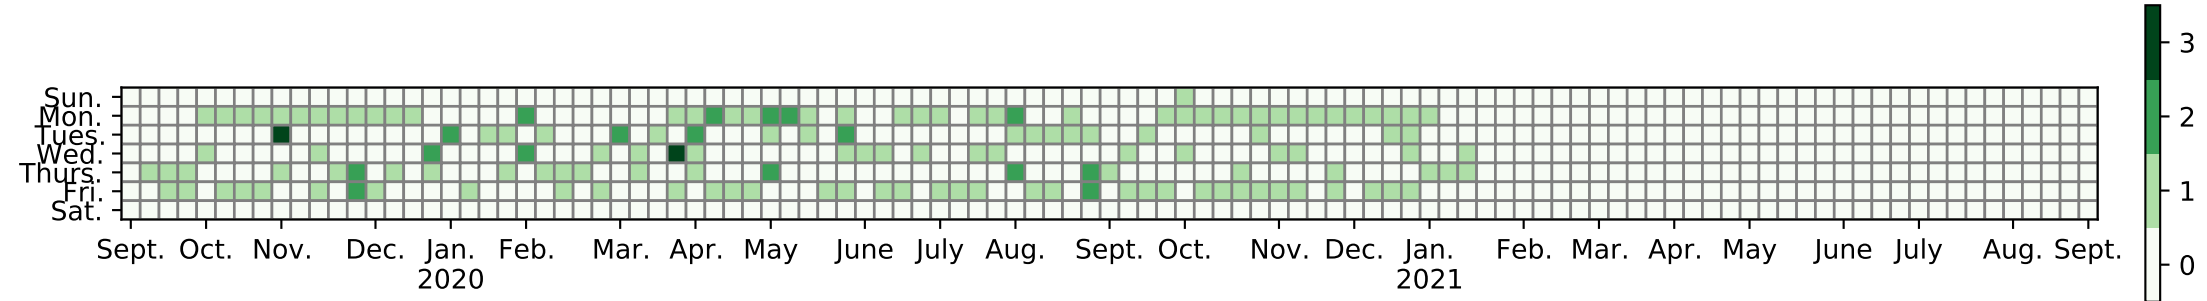 Sun.
Mon.
Tues.
Wed.
Thurs.
Fri.
Sat.
Sept. Oct. Nov. Dec. Jan. Feb. Mar. Apr. May June July Aug. Sept. Oct. Nov. Dec. Jan. Feb. Mar. Apr. May June July Aug. Sept.
2020 2021
3
2
1
0